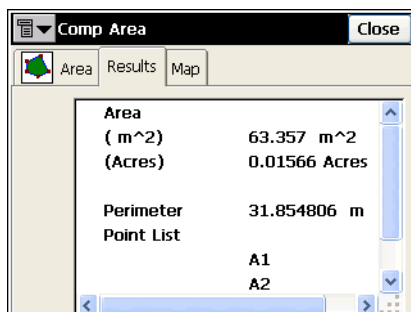 Comp Area Close
Area Results Map
Area
( m^2) 63.357 m^2
(Acres) 0.01566 Acres
Perimeter 31.854806 m
Point List
A1
A2